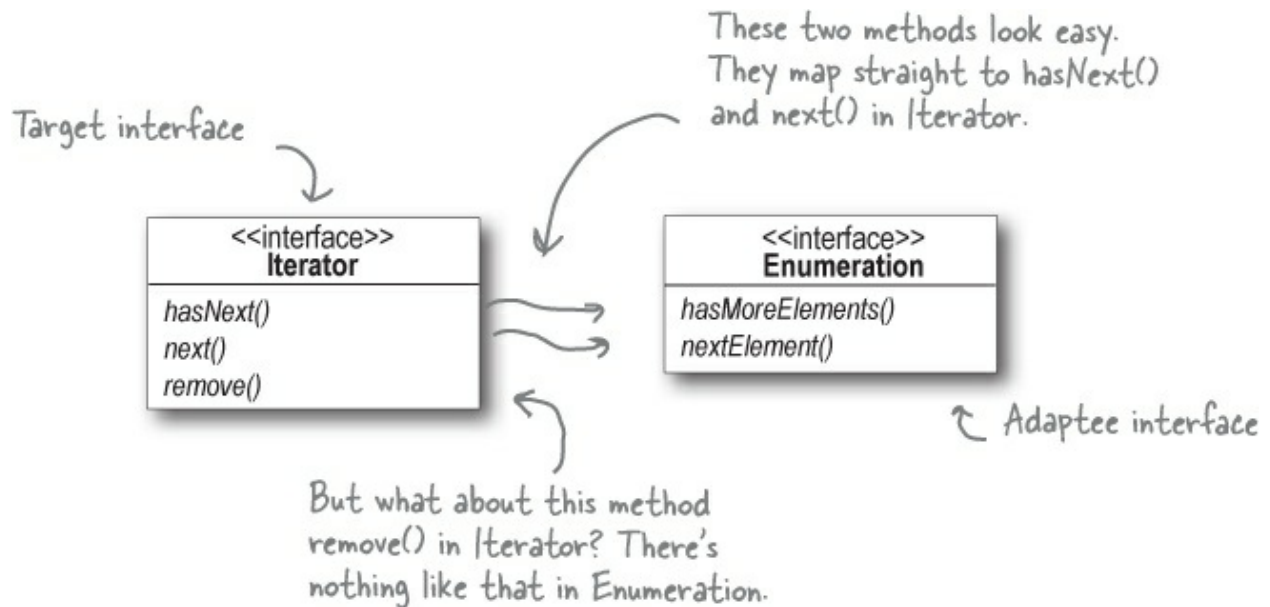 These two methods look easy.
They map straight to hasNext()
and next() in Iterator.
Target interface
<<interface>>
Iterator
hasNext()
next()
remove()
<<interface>>
Enumeration
hasMoreElements()
nextElement()
Adaptee interface
But what about this method
remove() in Iterator? There's
nothing like that in Enumeration.